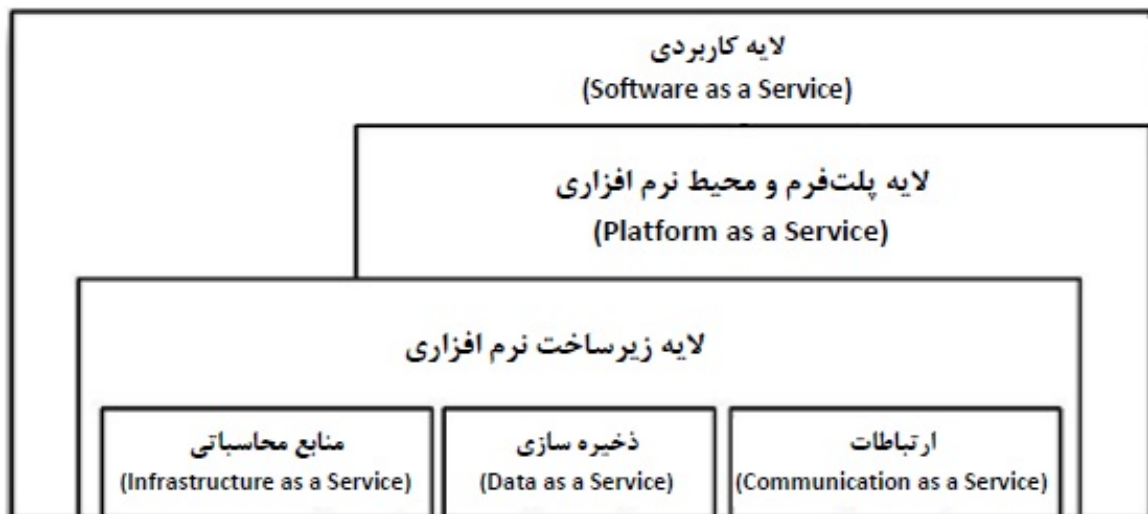 لایه کاربردی
(Software as a Service)
لایه پلت‌فرم و محیط نرم افزاری
(Platform as a Service)
لایه زیرساخت نرم افزاری
منابع محاسباتی
(Infrastructure as a Service)
ذخیره سازی
(Data as a Service)
ارتباطات
(Communication as a Service)